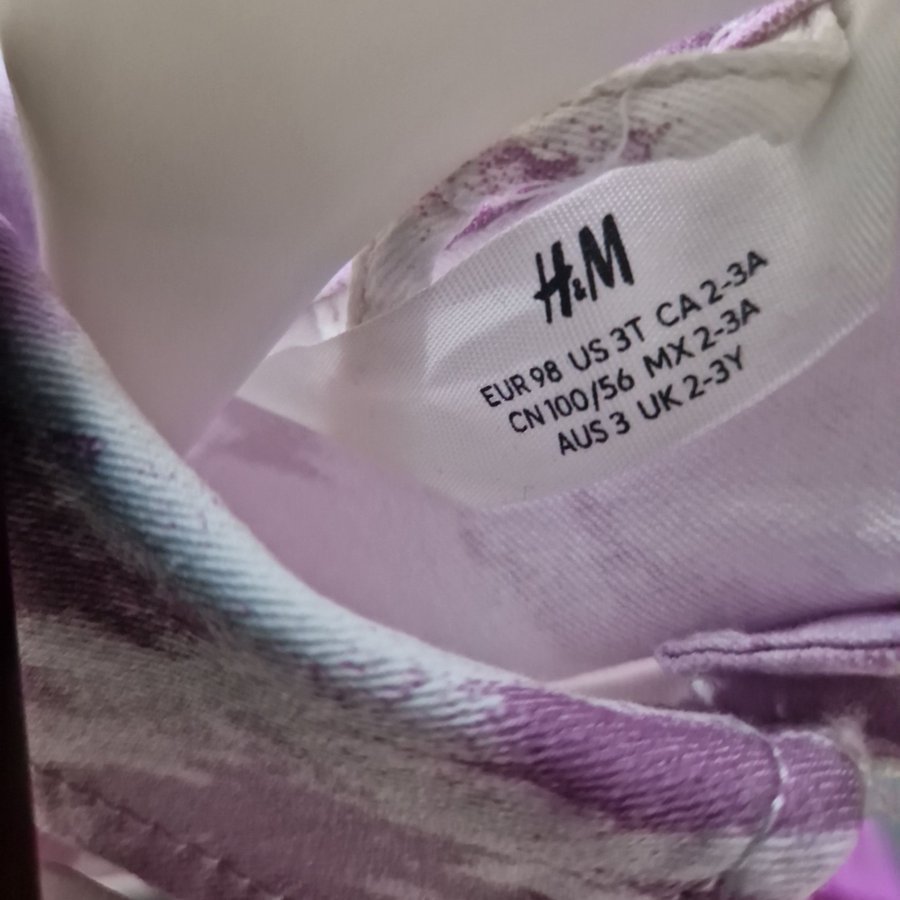 H&M
EUR 98 US 3T CA 2-3A
CN 100/56 MX 2-3A
AUS 3 UK 2-3Y